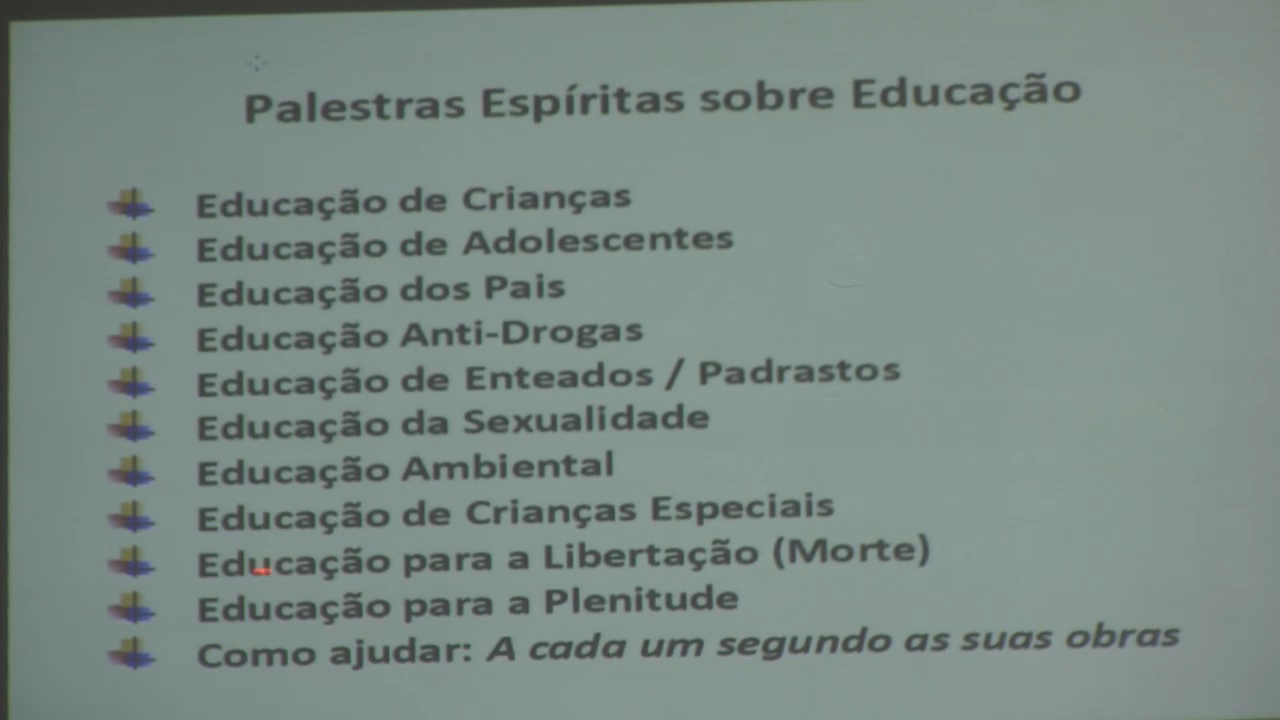 Palestras Espíritas sobre Educação
Educação de Crianças
Educação de Adolescentes
Educação dos Pais
Educação Anti-Drogas
Educação de Enteados / Padrastos
Educação da Sexualidade
Educação Ambiental
Educação de Crianças Especiais
Educação para a Libertação (Morte)
Educação para a Plenitude
Como ajudar: A cada um segundo as suas obras